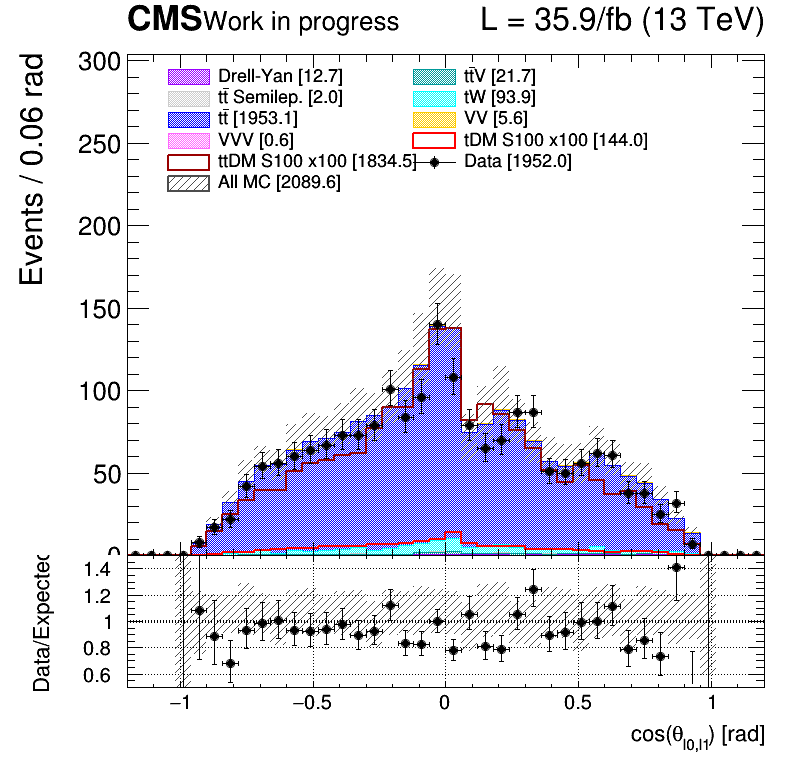 CMS Work in progress L = 35.9/fb (13 TeV)
Events / 0.06 rad
300
250
200
150
100
50
0
Drell-Yan [12.7]
tt̄V [21.7]
tt̄ Semilep. [2.0]
tW [93.9]
tt̄ [1953.1]
VV [5.6]
VVV [0.6]
tDM S100 x100 [144.0]
ttDM S100 x100 [1834.5]
Data [1952.0]
All MC [2089.6]
Data/Expected
1.4
1.2
1
0.8
0.6
−1 −0.5 0 0.5 1
cos(θ_l0,l1) [rad]